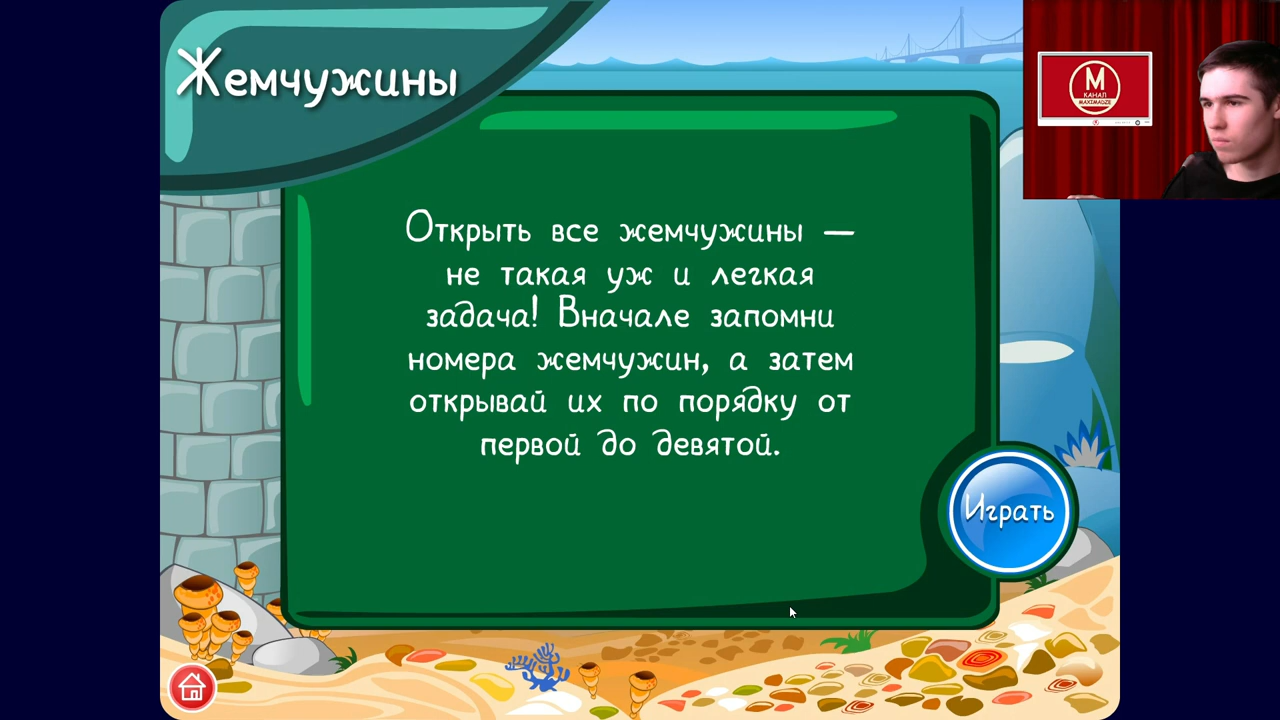 Жемчужины
М
КАНАЛ
MAXIMADZE
Открыть все жемчужины —
не такая уж и легкая
задача! Вначале запомни
номера жемчужин, а затем
открывай их по порядку от
первой до девятой.
Играть